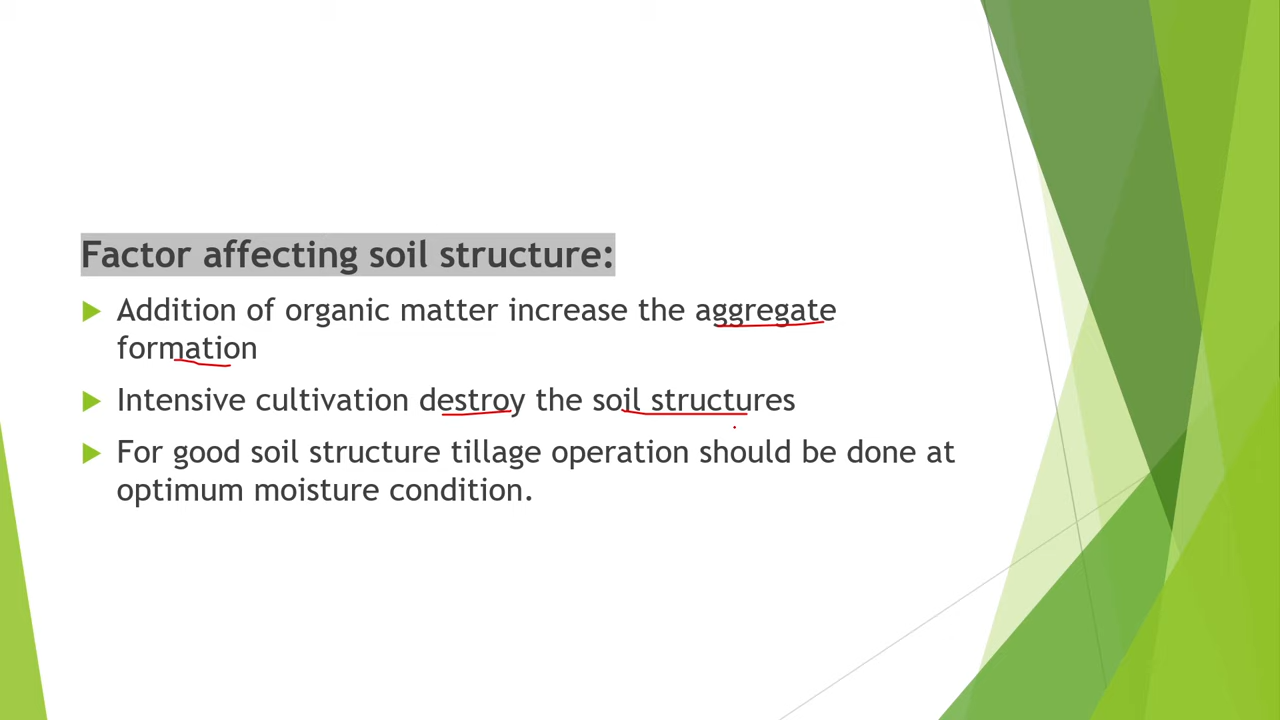 Factor affecting soil structure:
Addition of organic matter increase the aggregate
formation
Intensive cultivation destroy the soil structures
For good soil structure tillage operation should be done at
optimum moisture condition.